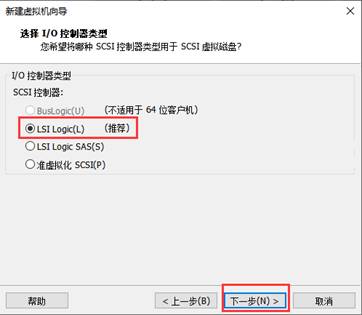 新建虚拟机向导
选择 I/O 控制器类型
您希望将哪种 SCSI 控制器类型用于 SCSI 虚拟磁盘?
I/O 控制器类型
SCSI 控制器:
BusLogic(U) (不适用于 64 位客户机)
LSI Logic(L) (推荐)
LSI Logic SAS(S)
准虚拟化 SCSI(P)
帮助 < 上一步(B) 下一步(N) > 取消